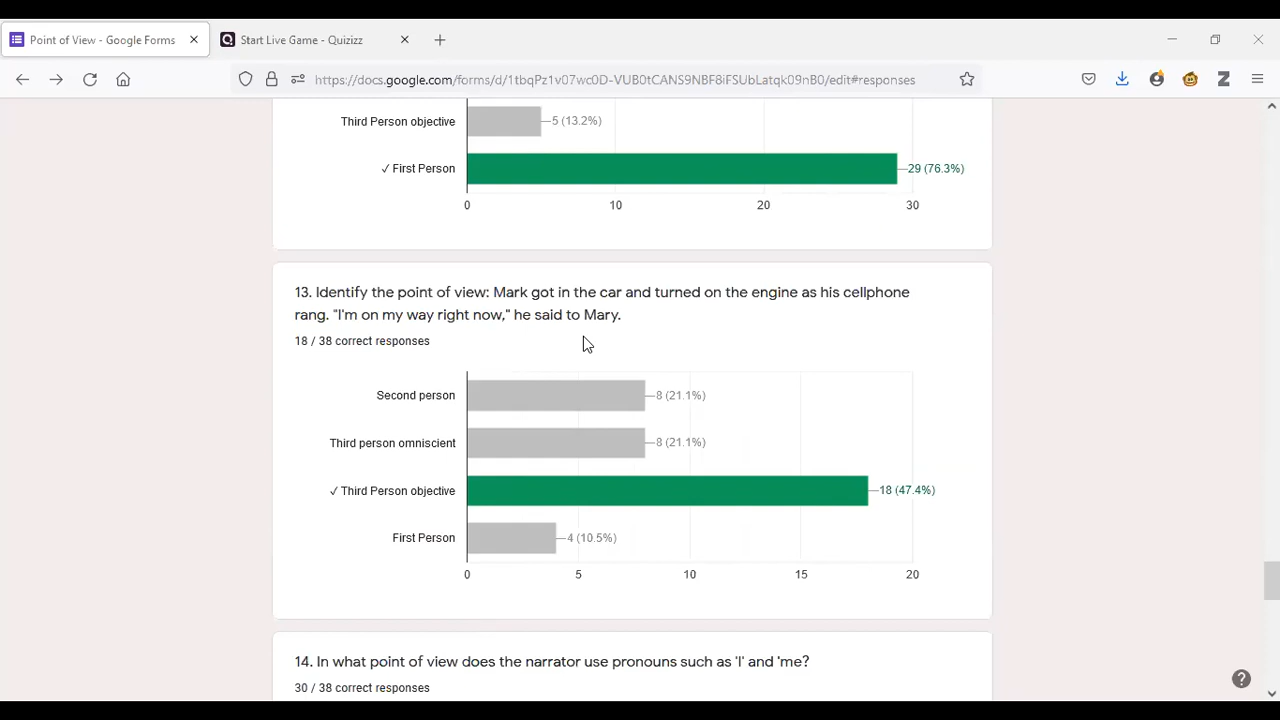 Point of View - Google Forms
Start Live Game - Quizizz
https://docs.google.com/forms/d/1tbqPz1v07wc0D-VUB0tCANS9NBF8iFSUbLatqk09nB0/edit#responses
Third Person objective 5 (13.2%)
✓ First Person 29 (76.3%)
0 10 20 30
13. Identify the point of view: Mark got in the car and turned on the engine as his cellphone
rang. "I'm on my way right now," he said to Mary.
18 / 38 correct responses
Second person 8 (21.1%)
Third person omniscient 8 (21.1%)
✓ Third Person objective 18 (47.4%)
First Person 4 (10.5%)
0 5 10 15 20
14. In what point of view does the narrator use pronouns such as 'I' and 'me?
30 / 38 correct responses